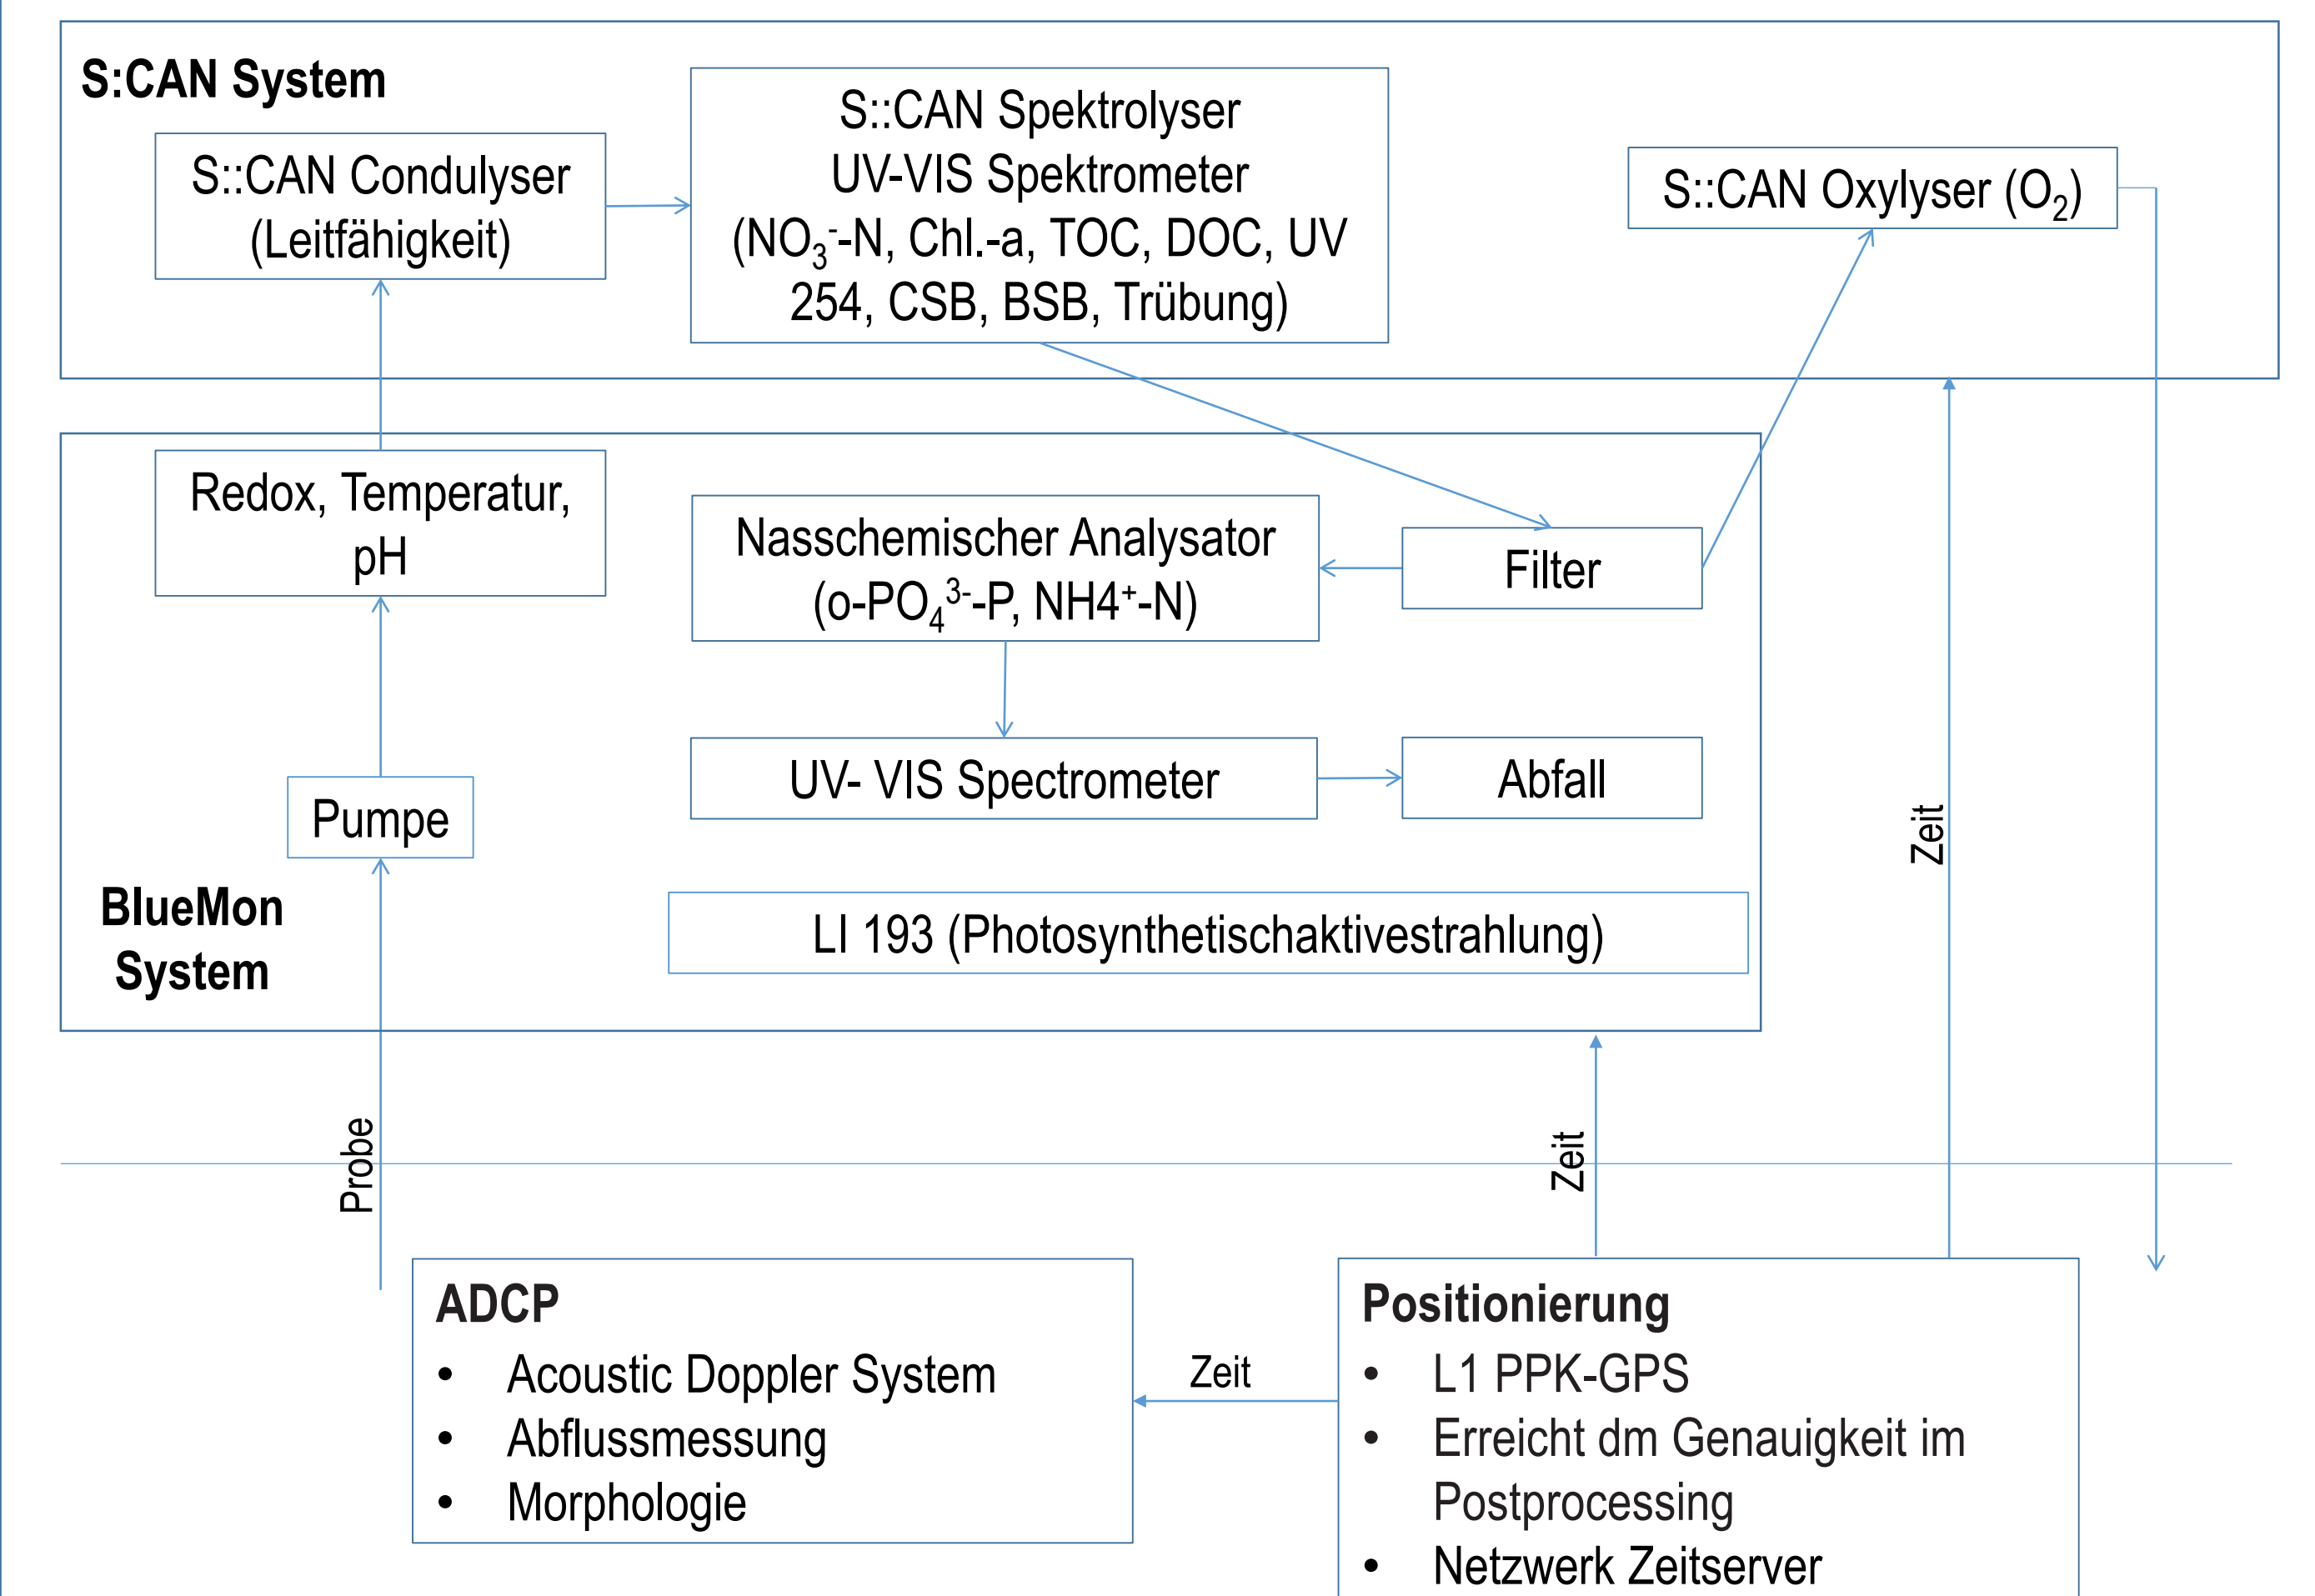 S:CAN System
S::CAN Condulyser
(Leitfähigkeit)
S::CAN Spektrolyser
UV-VIS Spektrometer
(NO₃⁻-N, Chl.-a, TOC, DOC, UV
254, CSB, BSB, Trübung)
S::CAN Oxylyser (O₂)
Redox, Temperatur,
pH
Nasschemischer Analysator
(o-PO₄³⁻-P, NH4⁺-N)
Filter
UV- VIS Spectrometer
Abfall
Pumpe
Zeit
BlueMon
System
LI 193 (Photosynthetischaktivestrahlung)
Probe
Zeit
ADCP
• Acoustic Doppler System
• Abflussmessung
• Morphologie
Zeit
Positionierung
• L1 PPK-GPS
• Erreicht dm Genauigkeit im
Postprocessing
• Netzwerk Zeitserver